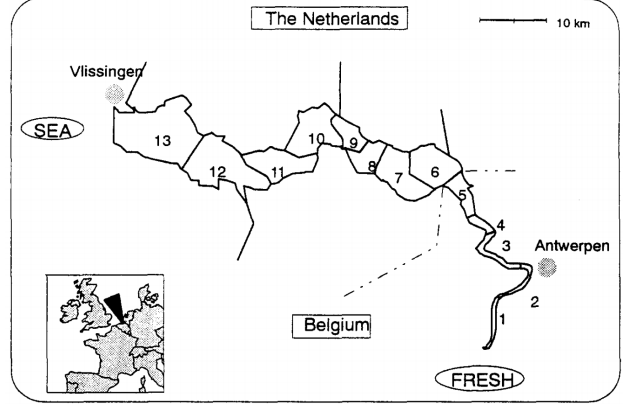 The Netherlands
10 km
Vlissingen
SEA
13
12
11
10
9
8
7
6
5
4
3
Antwerpen
2
1
Belgium
FRESH